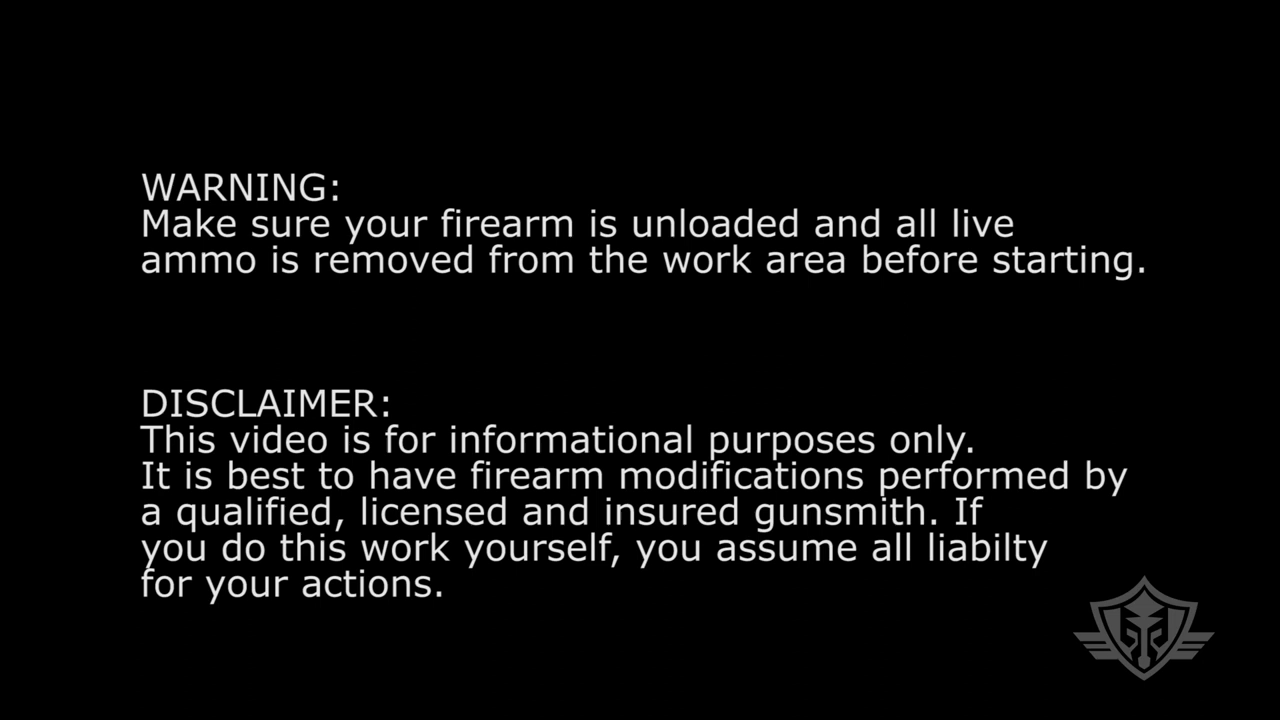 WARNING:
Make sure your firearm is unloaded and all live
ammo is removed from the work area before starting.
DISCLAIMER:
This video is for informational purposes only.
It is best to have firearm modifications performed by
a qualified, licensed and insured gunsmith. If
you do this work yourself, you assume all liabilty
for your actions.